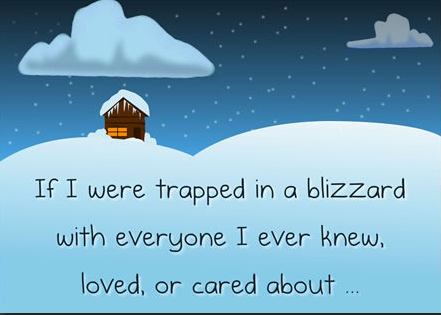 If I were trapped in a blizzard
with everyone I ever knew,
loved, or cared about ...